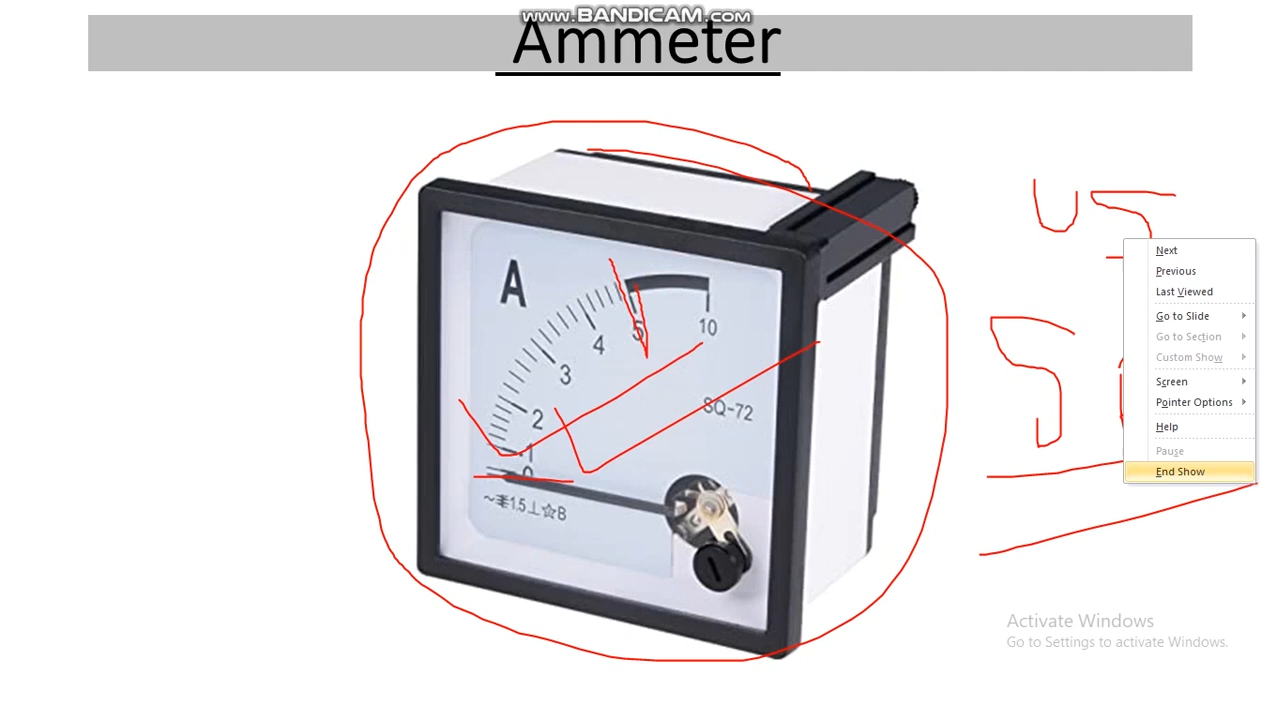 www.BANDICAM.com
Ammeter
A
10
5
4
3
2
1
0
SQ-72
1.5
B
45
Next
Previous
Last Viewed
Go to Slide
Go to Section
Custom Show
Screen
Pointer Options
Help
Pause
End Show
Activate Windows
Go to Settings to activate Windows.